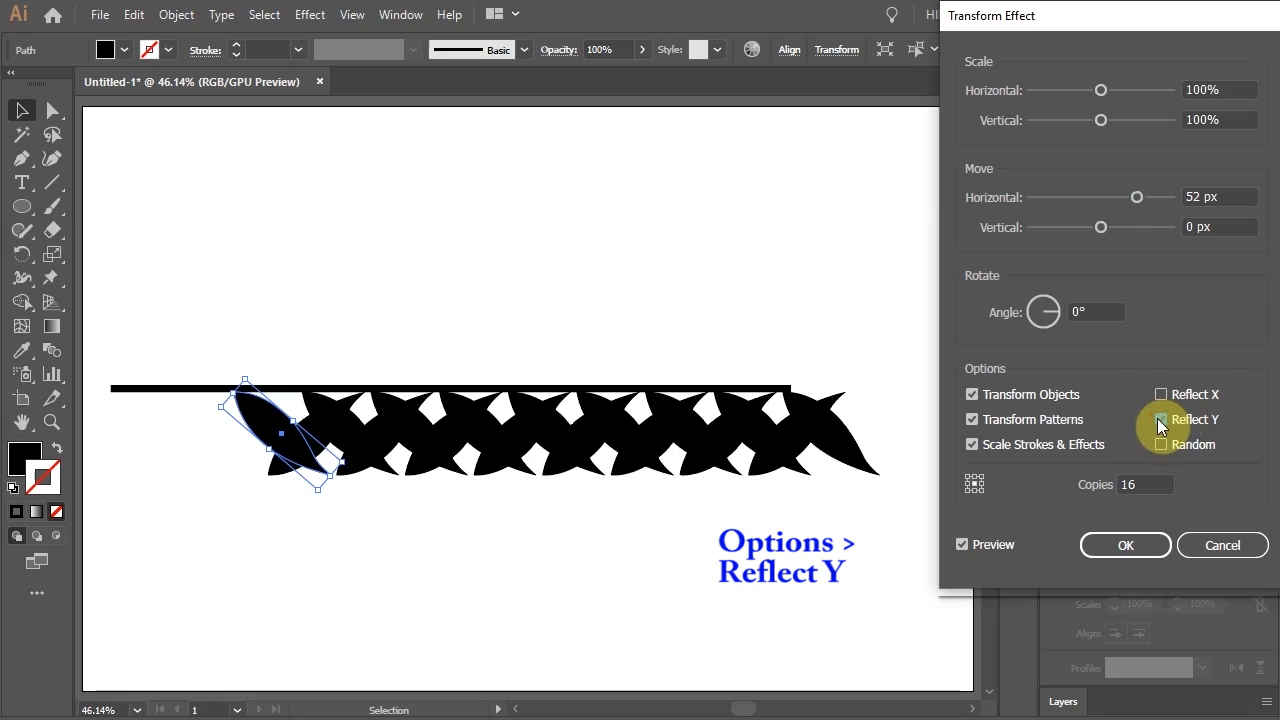 Ai File Edit Object Type Select Effect View Window Help
Transform Effect
Path Stroke: Basic Opacity: 100% Style: Align Transform
Untitled-1* @ 46.14% (RGB/GPU Preview) ×
Scale
Horizontal: 100%
Vertical: 100%
Move
Horizontal: 52 px
Vertical: 0 px
Rotate
Angle: 0°
Options
Transform Objects Reflect X
Transform Patterns Reflect Y
Scale Strokes & Effects Random
Copies 16
Preview OK Cancel
Options >
Reflect Y
Scale: 100% 100%
Align:
Profile:
Layers
46.14% 1 Selection